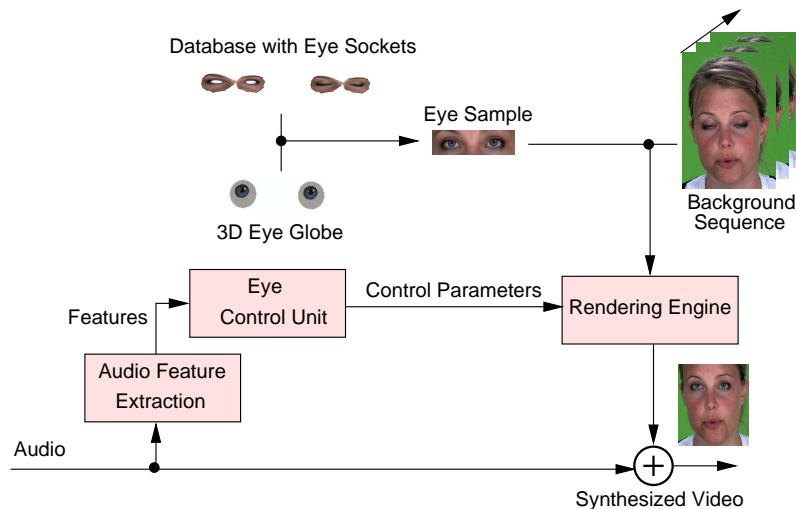 Database with Eye Sockets
Eye Sample
3D Eye Globe
Background
Sequence
Eye
Control Unit
Control Parameters
Rendering Engine
Features
Audio Feature
Extraction
Audio
+
Synthesized Video